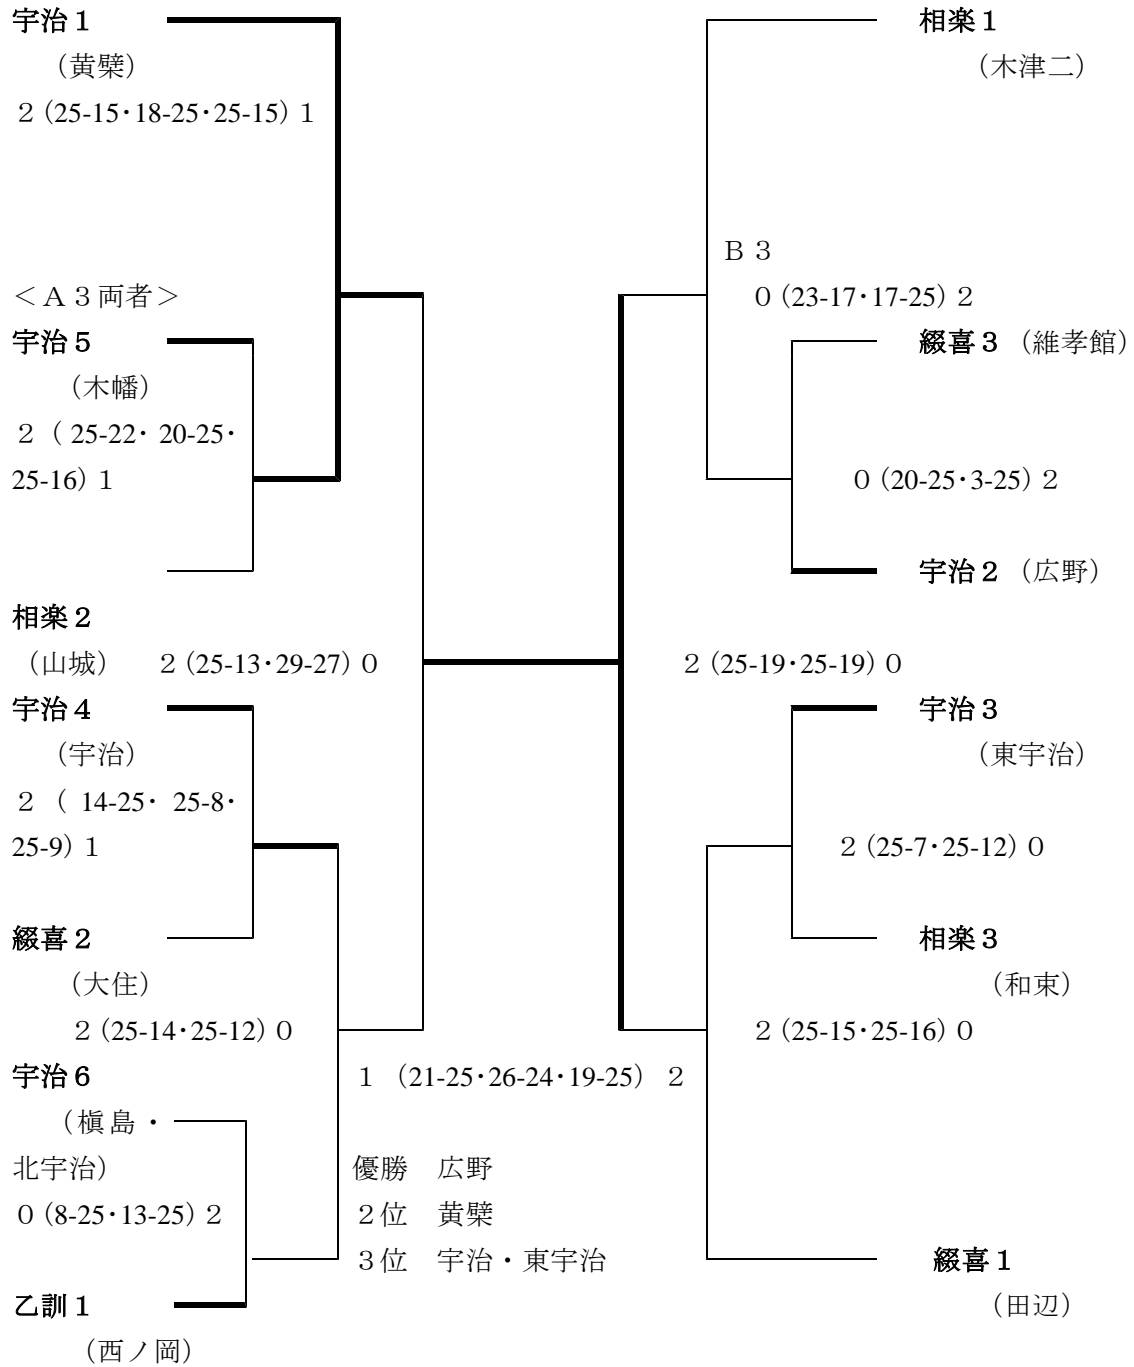 宇治１
（黄檗）
２（25-15・18-25・25-15）１
＜Ａ３両者＞
宇治５
（木幡）
２（ 25-22・ 20-25・
25-16）１
相楽２
（山城） ２（25-13・29-27）０
宇治４
（宇治）
２（ 14-25・ 25-8・
25-9）１
綴喜２
（大住）
２（25-14・25-12）０
宇治６
（槇島・
北宇治）
０（8-25・13-25）２
乙訓１
（西ノ岡）
１ （21-25・26-24・19-25） ２
優勝 広野
２位 黄檗
３位 宇治・東宇治
相楽１
（木津二）
Ｂ３
０（23-17・17-25）２
綴喜３（維孝館）
０（20-25・3-25）２
宇治２（広野）
２（25-19・25-19）０
宇治３
（東宇治）
２（25-7・25-12）０
相楽３
（和束）
２（25-15・25-16）０
綴喜１
（田辺）